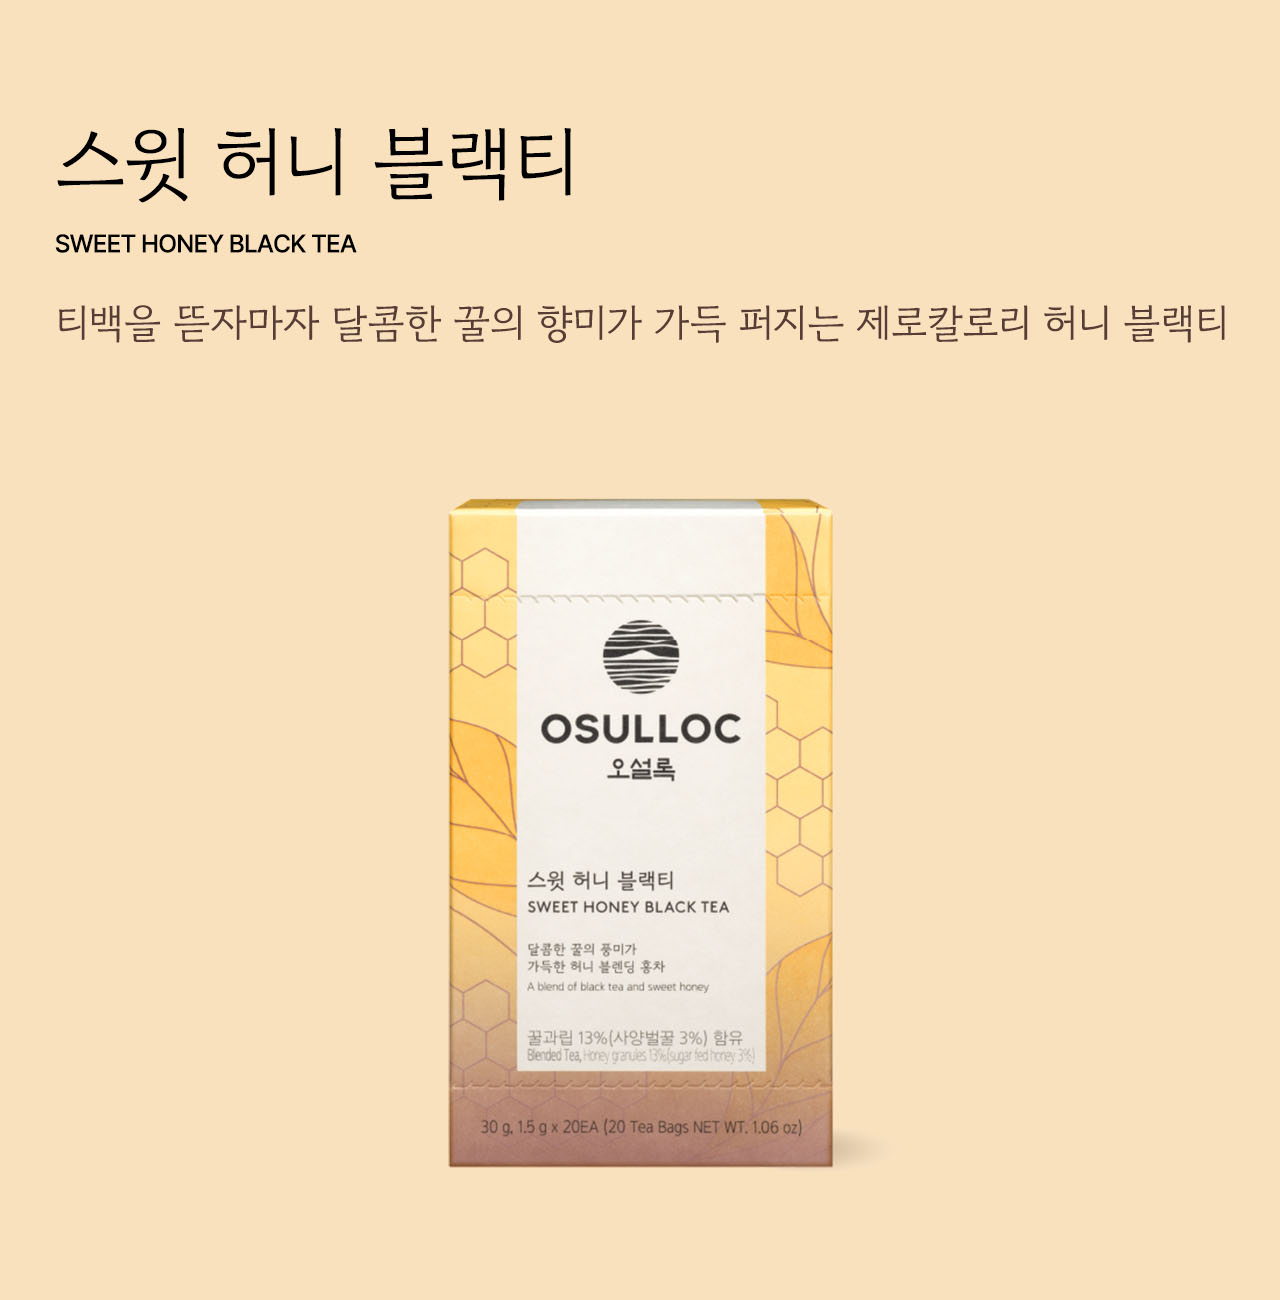 스윗 허니 블랙티
SWEET HONEY BLACK TEA
티백을 뜯자마자 달콤한 꿀의 향미가 가득 퍼지는 제로칼로리 허니 블랙티
OSULLOC
오설록
스윗 허니 블랙티
SWEET HONEY BLACK TEA
달콤한 꿀의 풍미가
가득한 허니 블렌딩 홍차
A blend of black tea and sweet honey
꿀과립 13%(사양벌꿀 3%) 함유
Blended Tea, Honey granules 13%(sugar fed honey 3%)
30 g, 1.5 g x 20EA (20 Tea Bags NET WT. 1.06 oz)